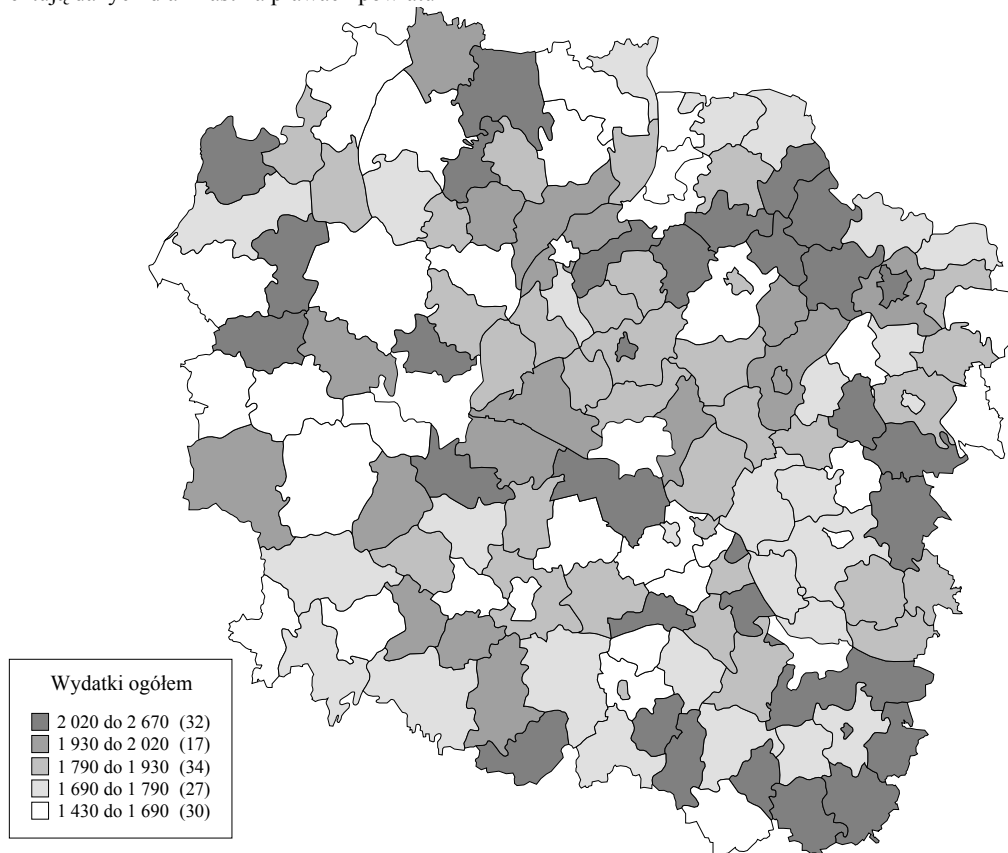 Wydatki ogółem
2 020 do 2 670 (32)
1 930 do 2 020 (17)
1 790 do 1 930 (34)
1 690 do 1 790 (27)
1 430 do 1 690 (30)